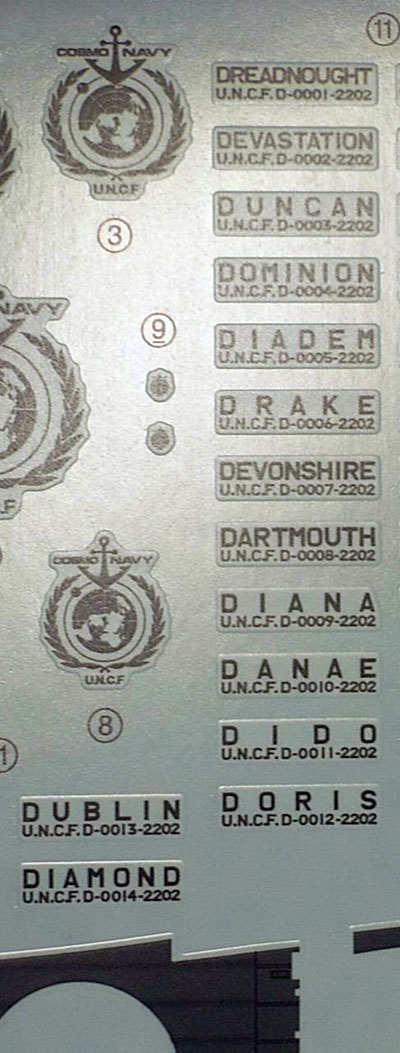 11
COSMO NAVY
U.N.C.F
3
DREADNOUGHT
U.N.C.F. D-0001-2202
DEVASTATION
U.N.C.F. D-0002-2202
DUNCAN
U.N.C.F. D-0003-2202
DOMINION
U.N.C.F. D-0004-2202
DIADEM
U.N.C.F. D-0005-2202
DRAKE
U.N.C.F. D-0006-2202
DEVONSHIRE
U.N.C.F. D-0007-2202
DARTMOUTH
U.N.C.F. D-0008-2202
DIANA
U.N.C.F. D-0009-2202
DANAE
U.N.C.F. D-0010-2202
DIDO
U.N.C.F. D-0011-2202
DORIS
U.N.C.F. D-0012-2202
NAVY
.F
9
COSMO NAVY
U.N.C.F
8
1
DUBLIN
U.N.C.F. D-0013-2202
DIAMOND
U.N.C.F. D-0014-2202